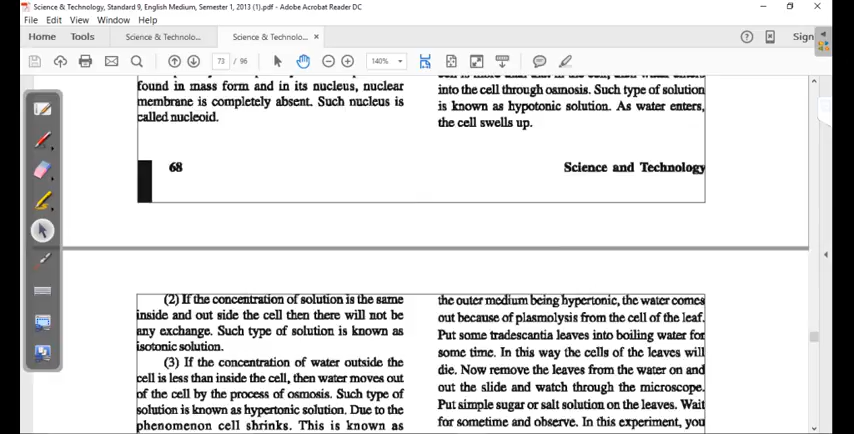 Science & Technology, Standard 9, English Medium, Semester 1, 2013 (1).pdf - Adobe Acrobat Reader DC
File Edit View Window Help
Home Tools Science & Technolo... Science & Technolo... × Sign
73 / 96 140%
found in mass form and in its nucleus, nuclear
membrane is completely absent. Such nucleus is
called nucleoid.
cell is more than that in the cell, then water enters
into the cell through osmosis. Such type of solution
is known as hypotonic solution. As water enters,
the cell swells up.
68 Science and Technology
(2) If the concentration of solution is the same
inside and out side the cell then there will not be
any exchange. Such type of solution is known as
isotonic solution.
(3) If the concentration of water outside the
cell is less than inside the cell, then water moves out
of the cell by the process of osmosis. Such type of
solution is known as hypertonic solution. Due to the
phenomenon cell shrinks. This is known as
the outer medium being hypertonic, the water comes
out because of plasmolysis from the cell of the leaf.
Put some tradescantia leaves into boiling water for
some time. In this way the cells of the leaves will
die. Now remove the leaves from the water on and
out the slide and watch through the microscope.
Put simple sugar or salt solution on the leaves. Wait
for sometime and observe. In this experiment, you